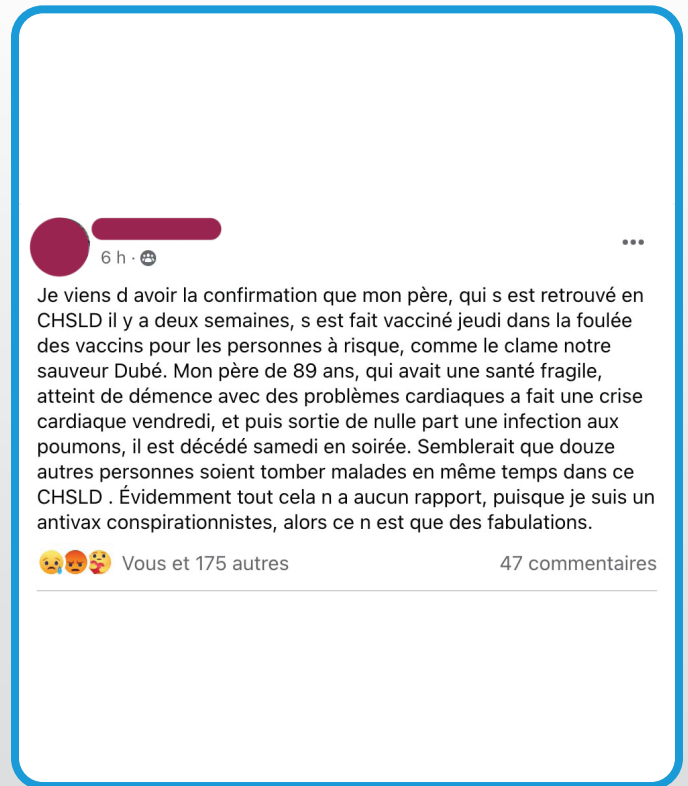 6 h ·
Je viens d avoir la confirmation que mon père, qui s est retrouvé en
CHSLD il y a deux semaines, s est fait vacciné jeudi dans la foulée
des vaccins pour les personnes à risque, comme le clame notre
sauveur Dubé. Mon père de 89 ans, qui avait une santé fragile,
atteint de démence avec des problèmes cardiaques a fait une crise
cardiaque vendredi, et puis sortie de nulle part une infection aux
poumons, il est décédé samedi en soirée. Semblerait que douze
autres personnes soient tomber malades en même temps dans ce
CHSLD . Évidemment tout cela n a aucun rapport, puisque je suis un
antivax conspirationnistes, alors ce n est que des fabulations.
Vous et 175 autres 47 commentaires